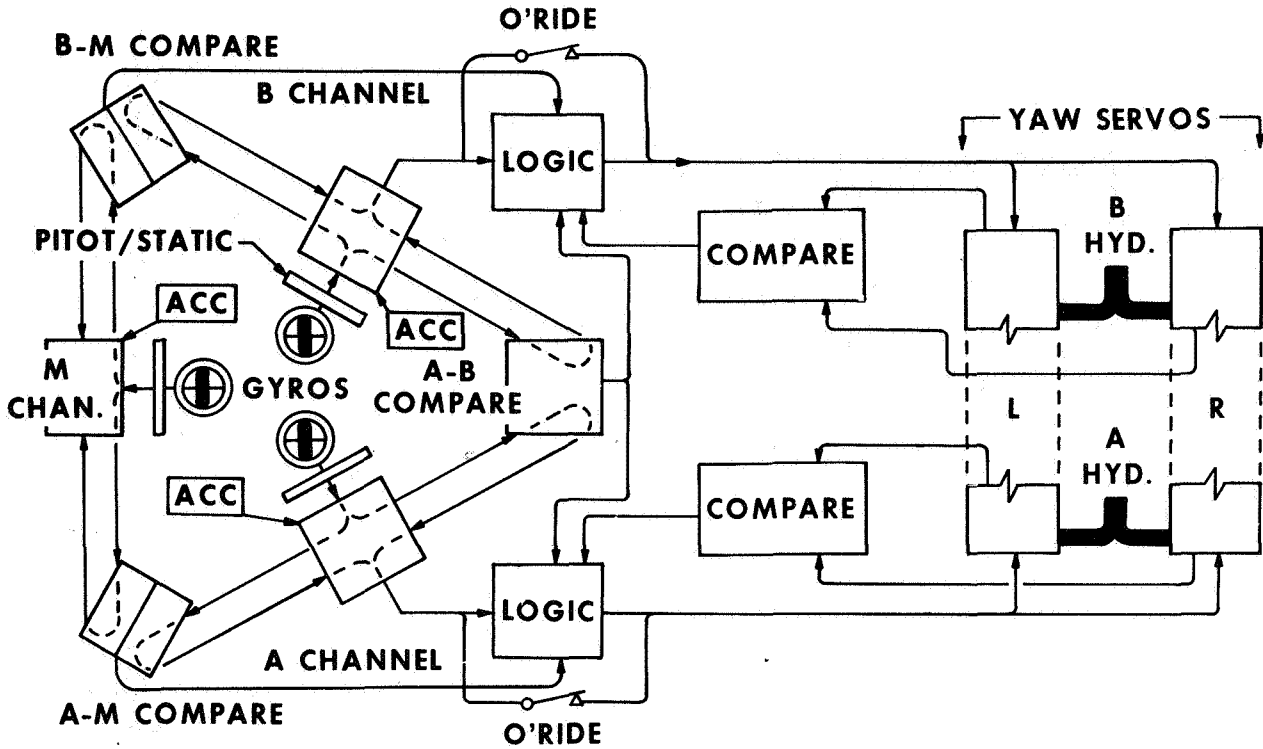 O'RIDE
B-M COMPARE
B CHANNEL
YAW SERVOS
LOGIC
PITOT/STATIC
COMPARE
B
HYD.
ACC
ACC
M
CHAN.
GYROS
A-B
COMPARE
L
R
A
HYD.
ACC
COMPARE
LOGIC
A CHANNEL
A-M COMPARE
O'RIDE